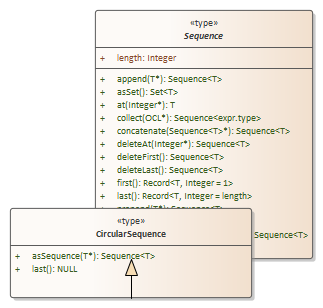 «type»
Sequence
+ length: Integer
+ append(T*): Sequence<T>
+ asSet(): Set<T>
+ at(Integer*): T
+ collect(OCL*): Sequence<expr.type>
+ concatenate(Sequence<T>*): Sequence<T>
+ deleteAt(Integer*): Sequence<T>
+ deleteFirst(): Sequence<T>
+ deleteLast(): Sequence<T>
+ first(): Record<T, Integer = 1>
+ last(): Record<T, Integer = length>
Sequence<T>
«type»
CircularSequence
+ asSequence(T*): Sequence<T>
+ last(): NULL